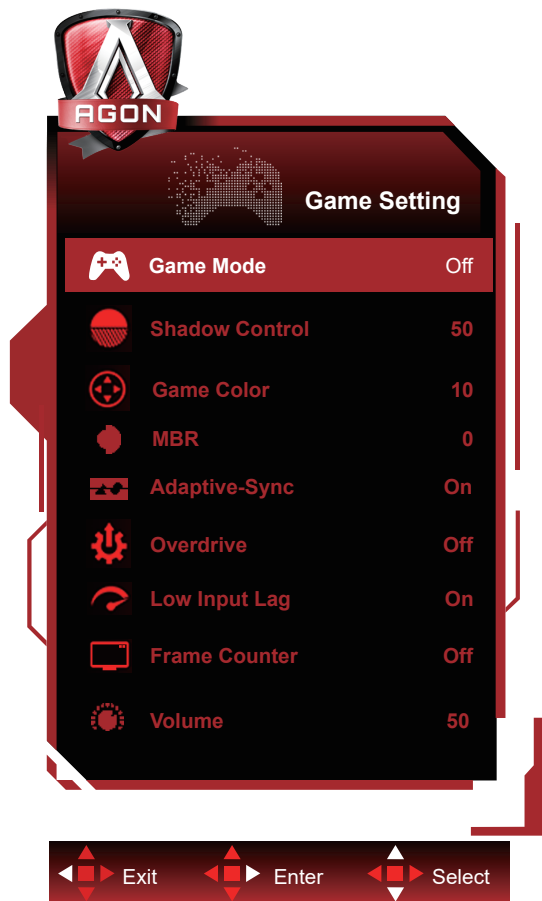 AGON
Game Setting
Game Mode Off
Shadow Control 50
Game Color 10
MBR 0
Adaptive-Sync On
Overdrive Off
Low Input Lag On
Frame Counter Off
Volume 50
Exit Enter Select